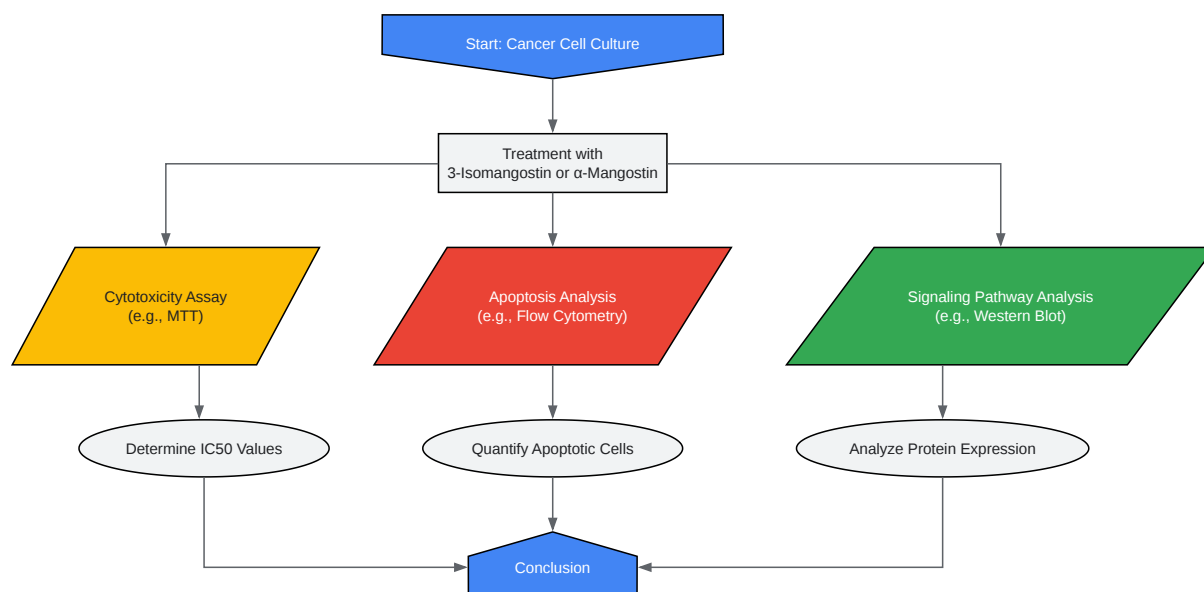 Start: Cancer Cell Culture
Treatment with
3-Isomangostin or α-Mangostin
Cytotoxicity Assay
(e.g., MTT)
Apoptosis Analysis
(e.g., Flow Cytometry)
Signaling Pathway Analysis
(e.g., Western Blot)
Determine IC50 Values
Quantify Apoptotic Cells
Analyze Protein Expression
Conclusion